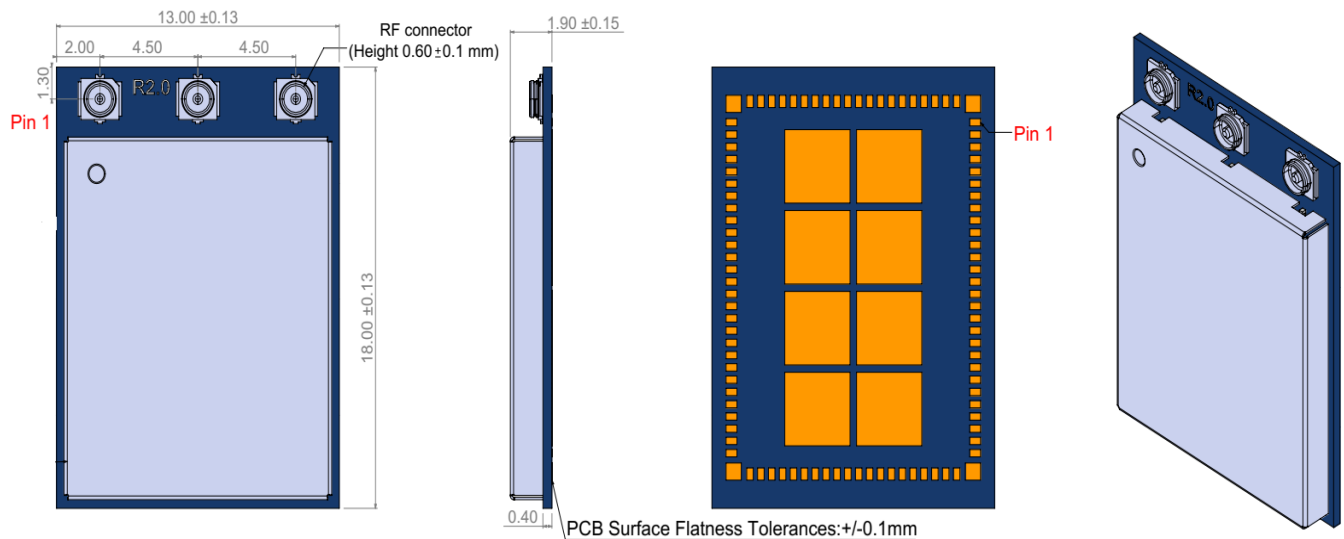 13.00 ±0.13
2.00
4.50
4.50
RF connector
(Height 0.60±0.1 mm)
1.30
R2.0
Pin 1
18.00 ±0.13
1.90 ±0.15
0.40
PCB Surface Flatness Tolerances:+/-0.1mm
Pin 1
R2.0